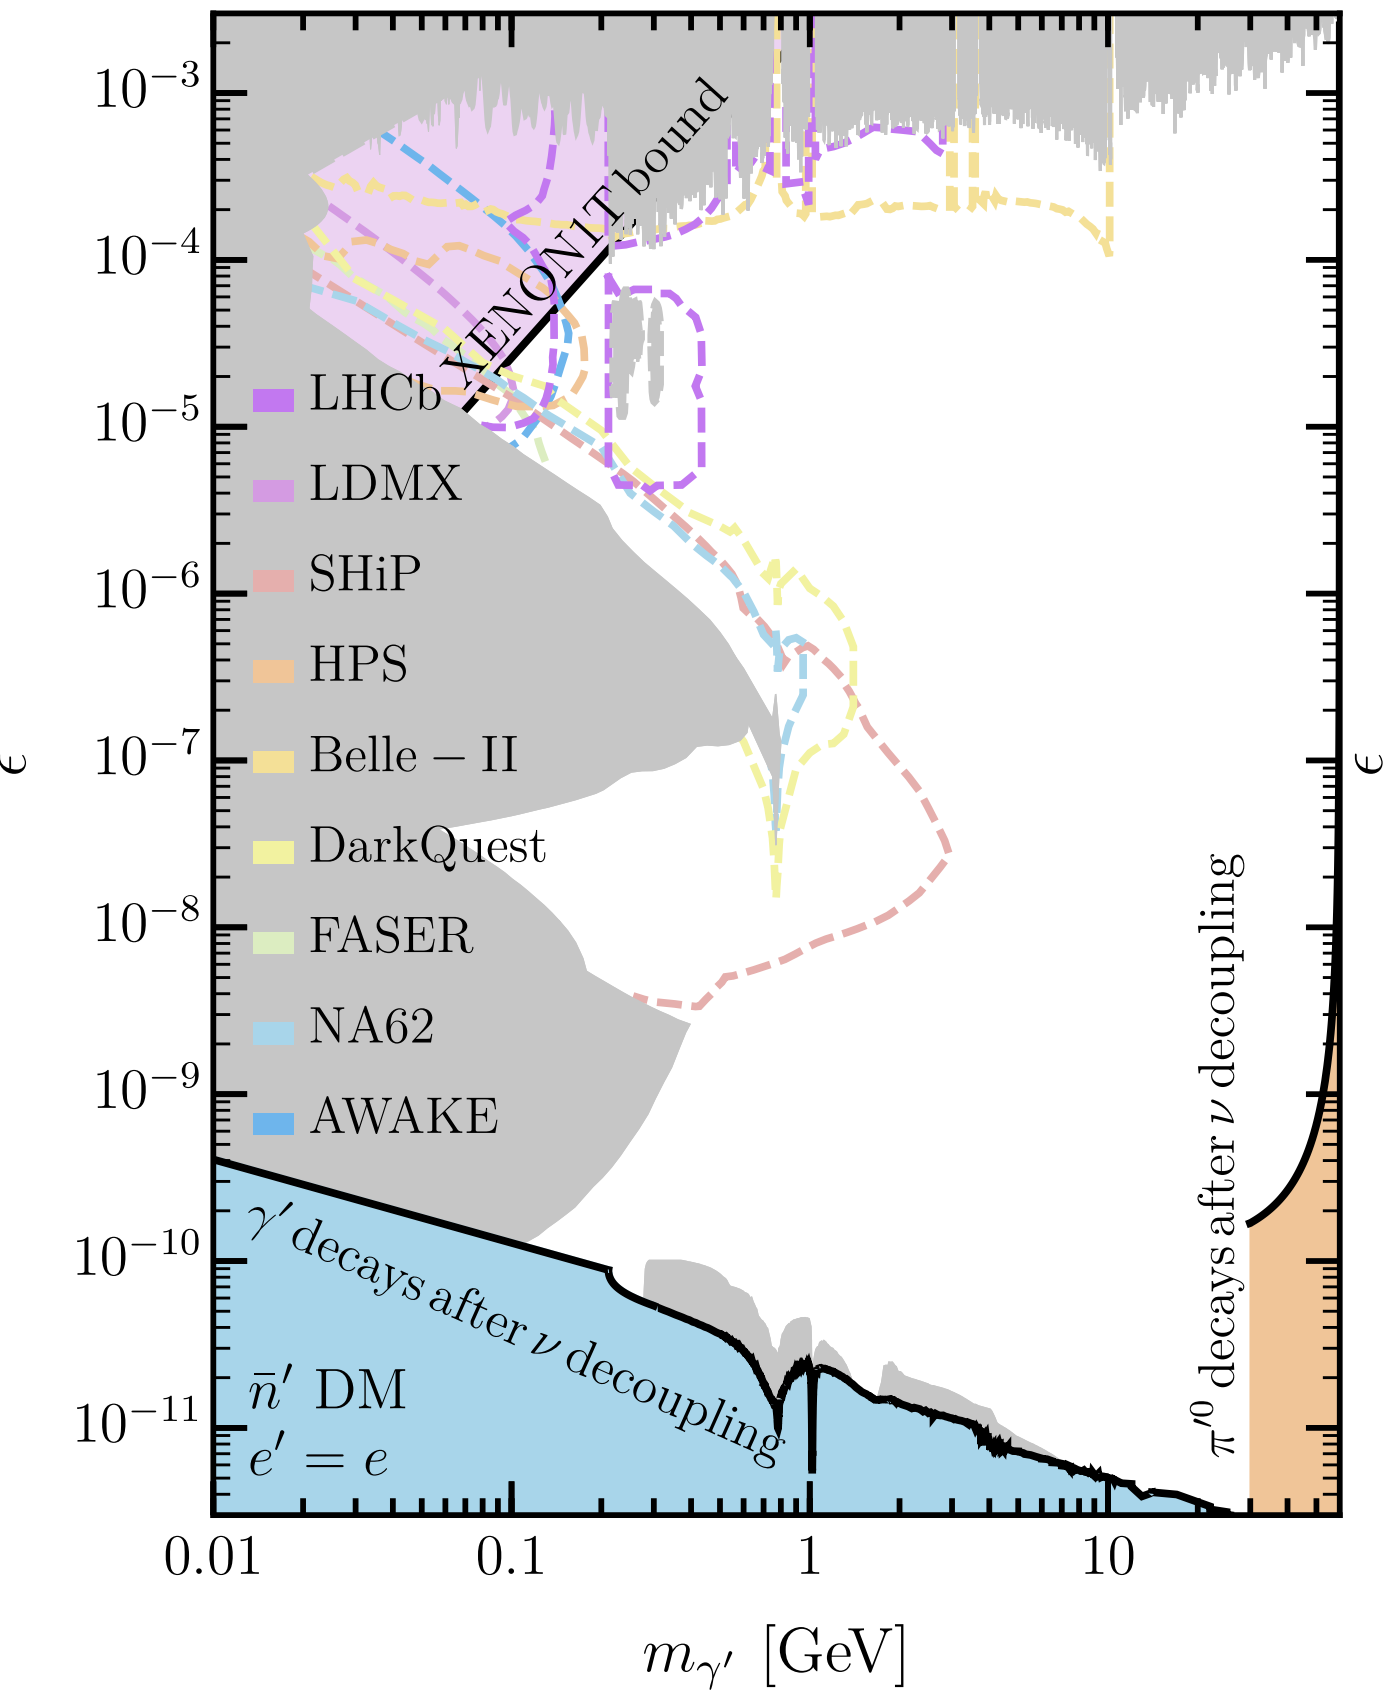 10⁻³
10⁻⁴
10⁻⁵
10⁻⁶
10⁻⁷
10⁻⁸
10⁻⁹
10⁻¹⁰
10⁻¹¹
ϵ
ϵ
XENON1T bound
LHCb
LDMX
SHiP
HPS
Belle − II
DarkQuest
FASER
NA62
AWAKE
γ′ decays after ν decoupling
π′⁰ decays after ν decoupling
n̄′ DM
e′ = e
0.01
0.1
1
10
m_γ′ [GeV]